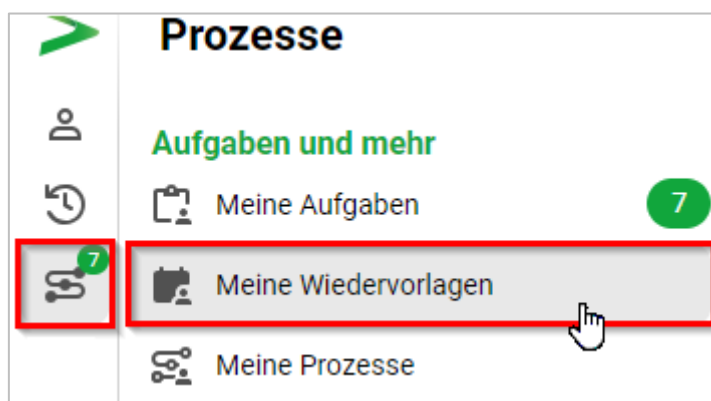 Prozesse
Aufgaben und mehr
Meine Aufgaben 7
7
Meine Wiedervorlagen
Meine Prozesse